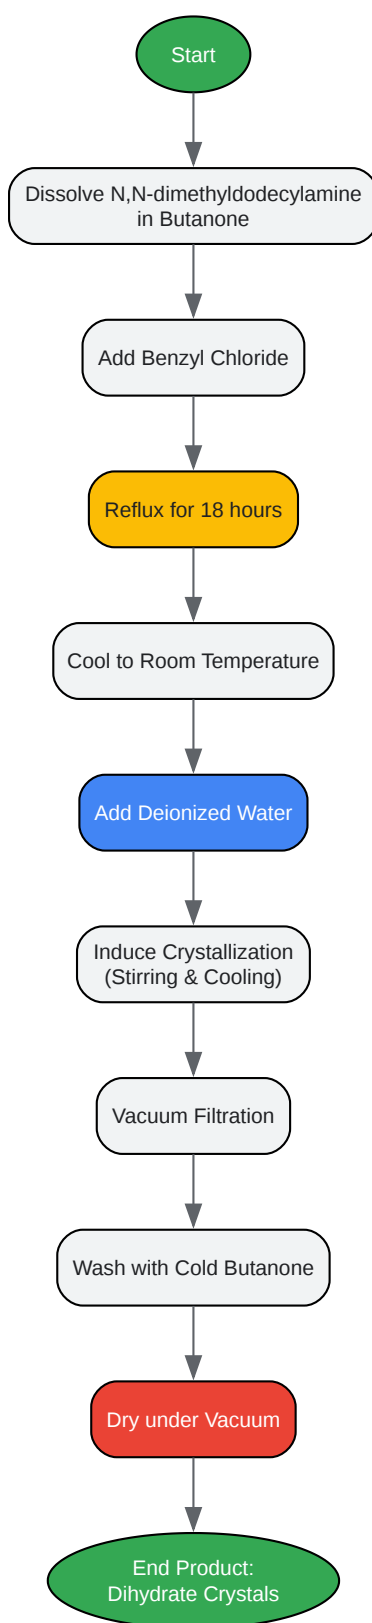 Start
Dissolve N,N-dimethyldodecylamine
in Butanone
Add Benzyl Chloride
Reflux for 18 hours
Cool to Room Temperature
Add Deionized Water
Induce Crystallization
(Stirring & Cooling)
Vacuum Filtration
Wash with Cold Butanone
Dry under Vacuum
End Product:
Dihydrate Crystals